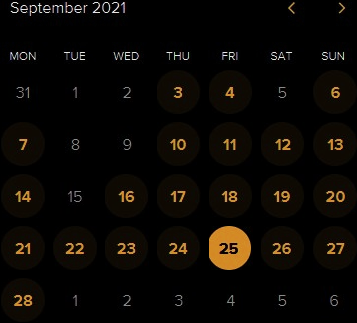 September 2021
MON TUE WED THU FRI SAT SUN
31 1 2 3 4 5 6
7 8 9 10 11 12 13
14 15 16 17 18 19 20
21 22 23 24 25 26 27
28 1 2 3 4 5 6